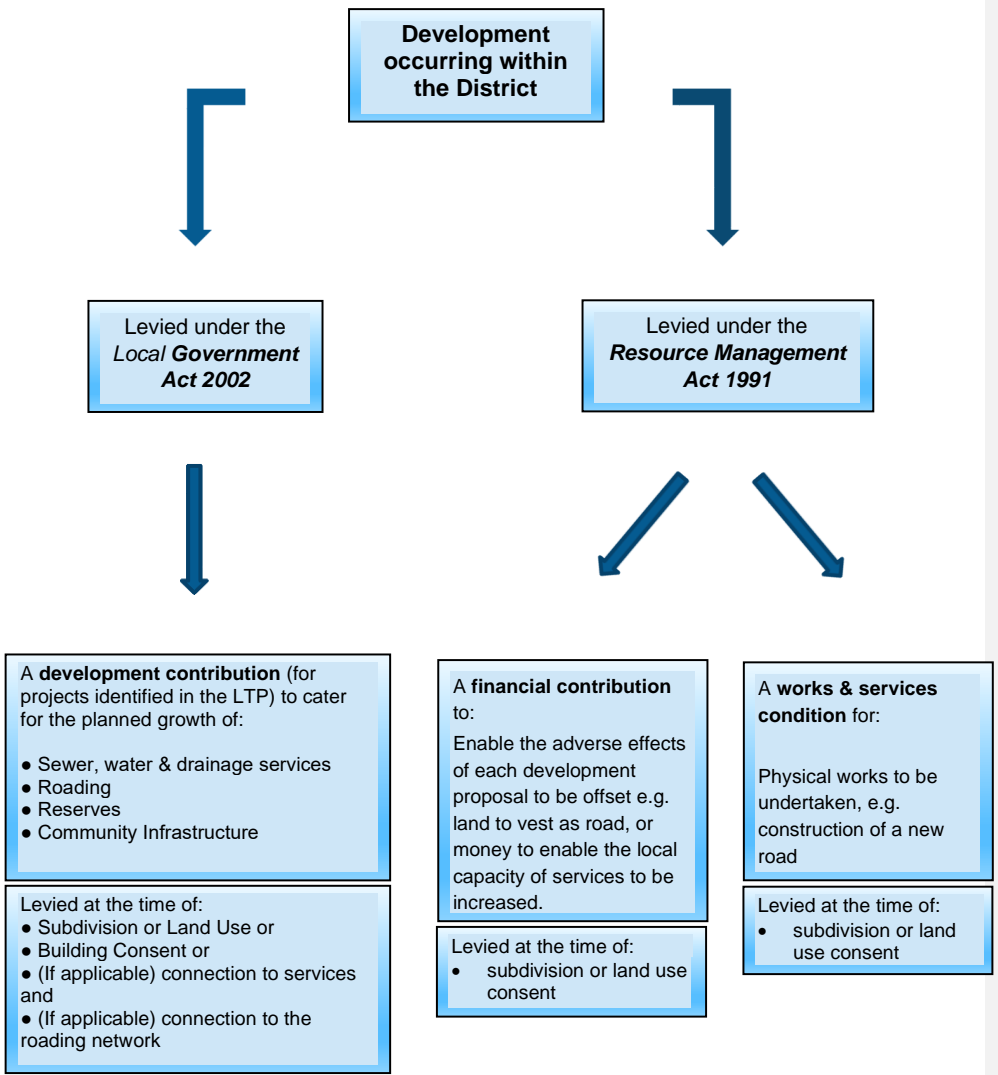 Development
occurring within
the District
Levied under the
Local Government
Act 2002
Levied under the
Resource Management
Act 1991
A development contribution (for
projects identified in the LTP) to cater
for the planned growth of:
● Sewer, water & drainage services
● Roading
● Reserves
● Community Infrastructure
Levied at the time of:
● Subdivision or Land Use or
● Building Consent or
● (If applicable) connection to services
and
● (If applicable) connection to the
roading network
A financial contribution
to:
Enable the adverse effects
of each development
proposal to be offset e.g.
land to vest as road, or
money to enable the local
capacity of services to be
increased.
Levied at the time of:
• subdivision or land use
consent
A works & services
condition for:
Physical works to be
undertaken, e.g.
construction of a new
road
Levied at the time of:
• subdivision or land
use consent